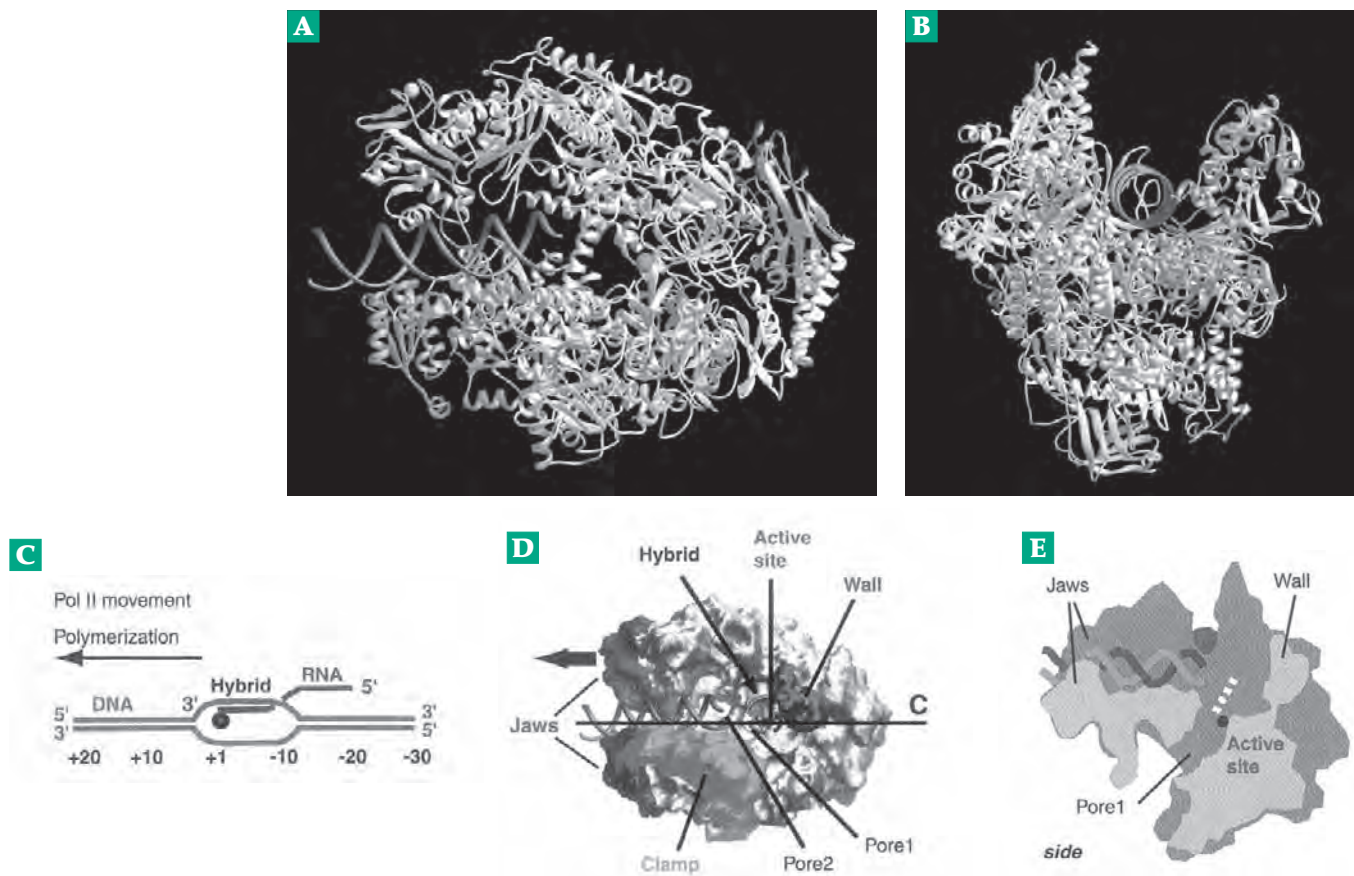 A
B
C
Pol II movement
Polymerization
Hybrid
RNA
5'
DNA
3'
5'
3'
3'
5'
+20 +10 +1 -10 -20 -30
D
Hybrid
Active
site
Wall
Jaws
C
Clamp
Pore2
Pore1
E
Jaws
Wall
Active
site
Pore1
side